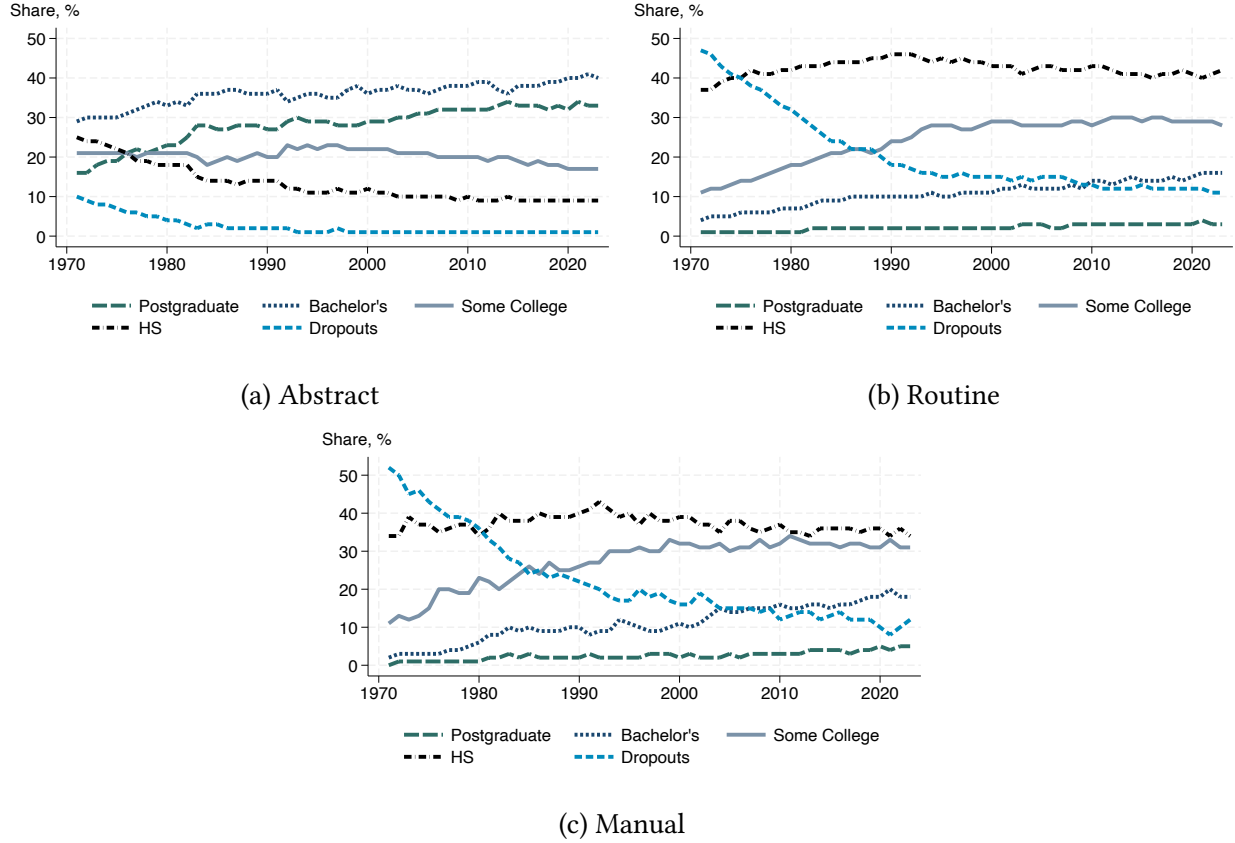 Share, %
50
40
30
20
10
0
1970 1980 1990 2000 2010 2020
Postgraduate Bachelor's Some College
HS Dropouts
(a) Abstract
Share, %
50
40
30
20
10
0
1970 1980 1990 2000 2010 2020
Postgraduate Bachelor's Some College
HS Dropouts
(b) Routine
Share, %
50
40
30
20
10
0
1970 1980 1990 2000 2010 2020
Postgraduate Bachelor's Some College
HS Dropouts
(c) Manual